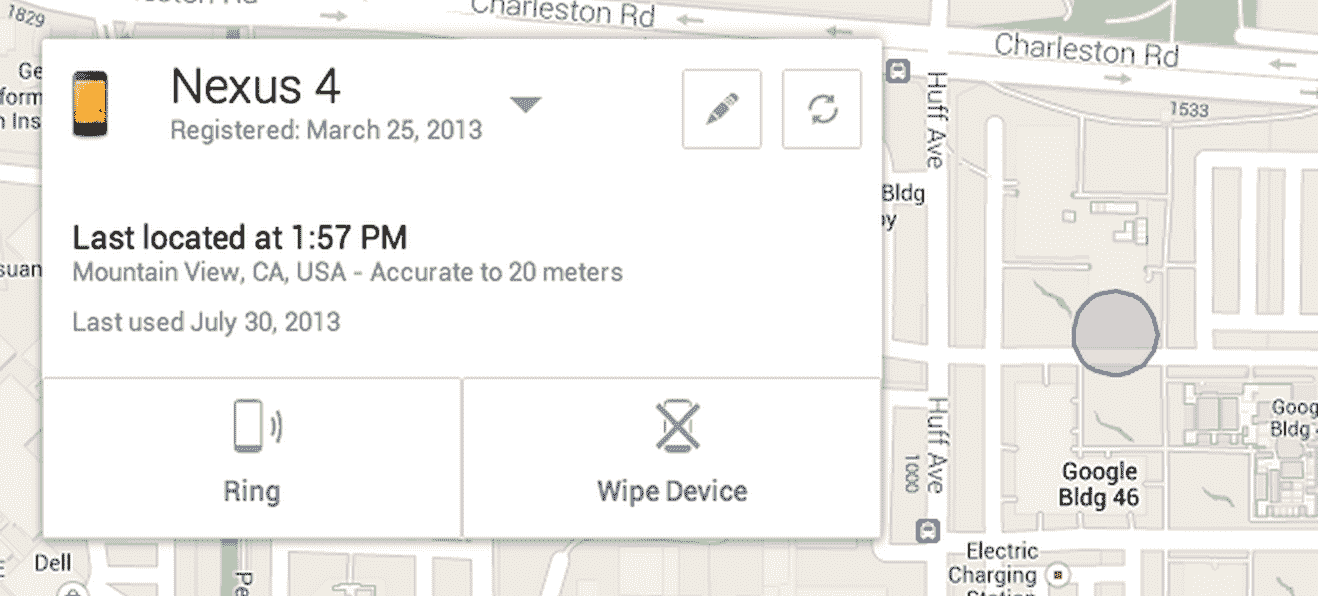 1829
Charleston Rd
Charleston Rd
Nexus 4
Registered: March 25, 2013
Last located at 1:57 PM
Mountain View, CA, USA - Accurate to 20 meters
Last used July 30, 2013
Ring
Wipe Device
Huff Ave
1533
Bldg
Huff Ave
1000
Goog
Bldg
Google
Bldg 46
Electric
Charging
Station
Dell